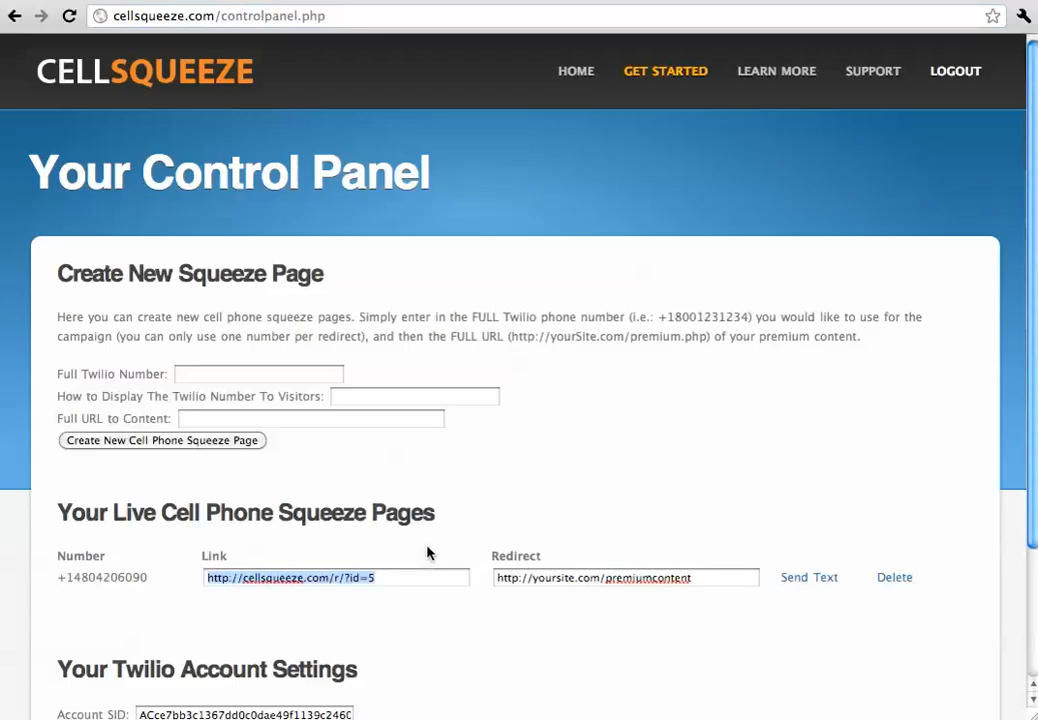 cellsqueeze.com/controlpanel.php
CELLSQUEEZE
HOME GET STARTED LEARN MORE SUPPORT LOGOUT
Your Control Panel
Create New Squeeze Page
Here you can create new cell phone squeeze pages. Simply enter in the FULL Twilio phone number (i.e.: +18001231234) you would like to use for the
campaign (you can only use one number per redirect), and then the FULL URL (http://yourSite.com/premium.php) of your premium content.
Full Twilio Number:
How to Display The Twilio Number To Visitors:
Full URL to Content:
Create New Cell Phone Squeeze Page
Your Live Cell Phone Squeeze Pages
Number Link Redirect
+14804206090 http://cellsqueeze.com/r/?id=5 http://yoursite.com/premiumcontent Send Text Delete
Your Twilio Account Settings
Account SID: ACce7bb3c1367dd0c0dae49f1139c2460